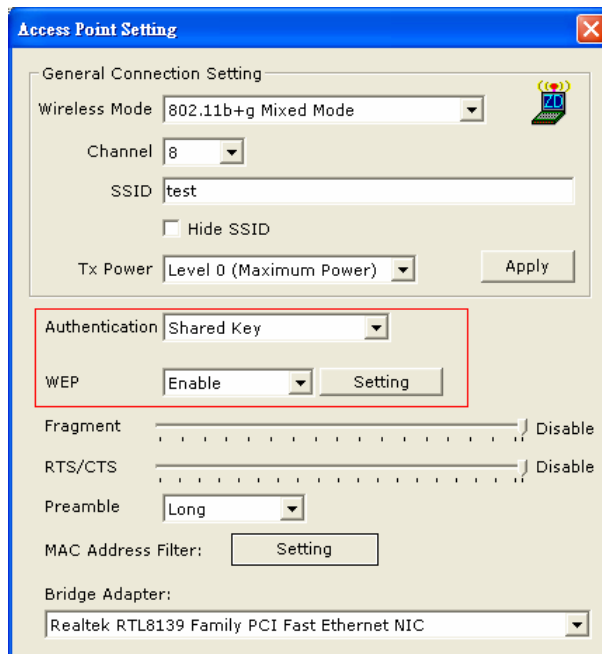 Access Point Setting
General Connection Setting
Wireless Mode 802.11b+g Mixed Mode
ZD
Channel 8
SSID test
Hide SSID
Tx Power Level 0 (Maximum Power) Apply
Authentication Shared Key
WEP Enable Setting
Fragment Disable
RTS/CTS Disable
Preamble Long
MAC Address Filter: Setting
Bridge Adapter:
Realtek RTL8139 Family PCI Fast Ethernet NIC